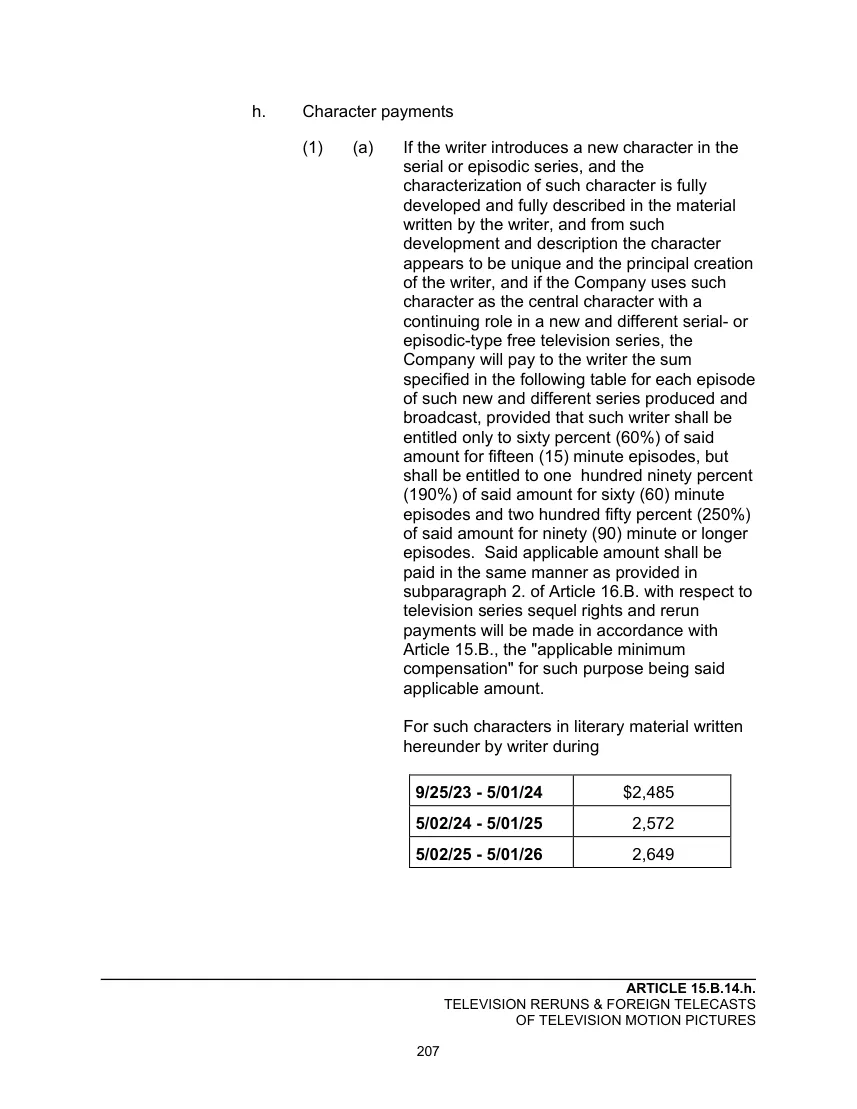 h. Character payments
(1) (a) If the writer introduces a new character in the
serial or episodic series, and the
characterization of such character is fully
developed and fully described in the material
written by the writer, and from such
development and description the character
appears to be unique and the principal creation
of the writer, and if the Company uses such
character as the central character with a
continuing role in a new and different serial- or
episodic-type free television series, the
Company will pay to the writer the sum
specified in the following table for each episode
of such new and different series produced and
broadcast, provided that such writer shall be
entitled only to sixty percent (60%) of said
amount for fifteen (15) minute episodes, but
shall be entitled to one  hundred ninety percent
(190%) of said amount for sixty (60) minute
episodes and two hundred fifty percent (250%)
of said amount for ninety (90) minute or longer
episodes.  Said applicable amount shall be
paid in the same manner as provided in
subparagraph 2. of Article 16.B. with respect to
television series sequel rights and rerun
payments will be made in accordance with
Article 15.B., the "applicable minimum
compensation" for such purpose being said
applicable amount.
For such characters in literary material written
hereunder by writer during
9/25/23 - 5/01/24 $2,485
5/02/24 - 5/01/25 2,572
5/02/25 - 5/01/26 2,649
ARTICLE 15.B.14.h.
TELEVISION RERUNS & FOREIGN TELECASTS
OF TELEVISION MOTION PICTURES
207